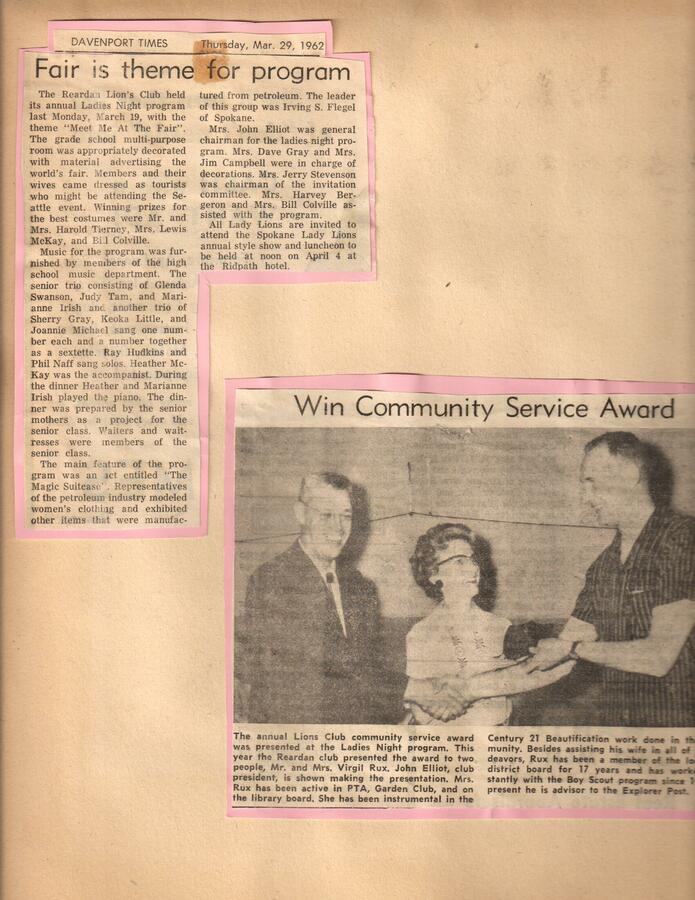 DAVENPORT TIMES Thursday, Mar. 29, 1962
Fair is theme for program
The Reardan Lion's Club held
its annual Ladies Night program
last Monday, March 19, with the
theme "Meet Me At The Fair".
The grade school multi-purpose
room was appropriately decorated
with material advertising the
world's fair. Members and their
wives came dressed as tourists
who might be attending the Se-
attle event. Winning prizes for
the best costumes were Mr. and
Mrs. Harold Tierney, Mrs. Lewis
McKay, and Bill Colville.
Music for the program was fur-
nished by members of the high
school music department. The
senior trio consisting of Glenda
Swanson, Judy Tam, and Mari-
anne Irish and another trio of
Sherry Gray, Keoka Little, and
Joannie Michael sang one num-
ber each and a number together
as a sextette. Ray Hudkins and
Phil Naff sang solos. Heather Mc-
Kay was the accompanist. During
the dinner Heather and Marianne
Irish played the piano. The din-
ner was prepared by the senior
mothers as a project for the
senior class. Waiters and wait-
resses were members of the
senior class.
The main feature of the pro-
gram was an act entitled "The
Magic Suitcase". Representatives
of the petroleum industry modeled
women's clothing and exhibited
other items that were manufac-
tured from petroleum. The leader
of this group was Irving S. Flegel
of Spokane.
Mrs. John Elliot was general
chairman for the ladies night pro-
gram. Mrs. Dave Gray and Mrs.
Jim Campbell were in charge of
decorations. Mrs. Jerry Stevenson
was chairman of the invitation
committee. Mrs. Harvey Ber-
geron and Mrs. Bill Colville as-
sisted with the program.
All Lady Lions are invited to
attend the Spokane Lady Lions
annual style show and luncheon to
be held at noon on April 4 at
the Ridpath hotel.
Win Community Service Award
The annual Lions Club community service award
was presented at the Ladies Night program. This
year the Reardan club presented the award to two
people, Mr. and Mrs. Virgil Rux. John Elliot, club
president, is shown making the presentation. Mrs.
Rux has been active in PTA, Garden Club, and on
the library board. She has been instrumental in the
Century 21 Beautification work done in th
munity. Besides assisting his wife in all of
deavors, Rux has been a member of the lo
district board for 17 years and has work
stantly with the Boy Scout program since 1
present he is advisor to the Explorer Post.